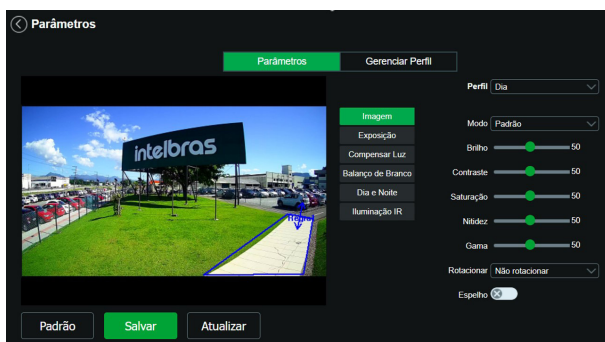 Parâmetros
Parâmetros Gerenciar Perfil
Perfil Dia
Imagem
Exposição
Compensar Luz
Balanço de Branco
Dia e Noite
Iluminação IR
Modo Padrão
Brilho 50
Contraste 50
Saturação 50
Nitidez 50
Gama 50
Rotacionar Não rotacionar
Espelho
intelbras
Padrão Salvar Atualizar